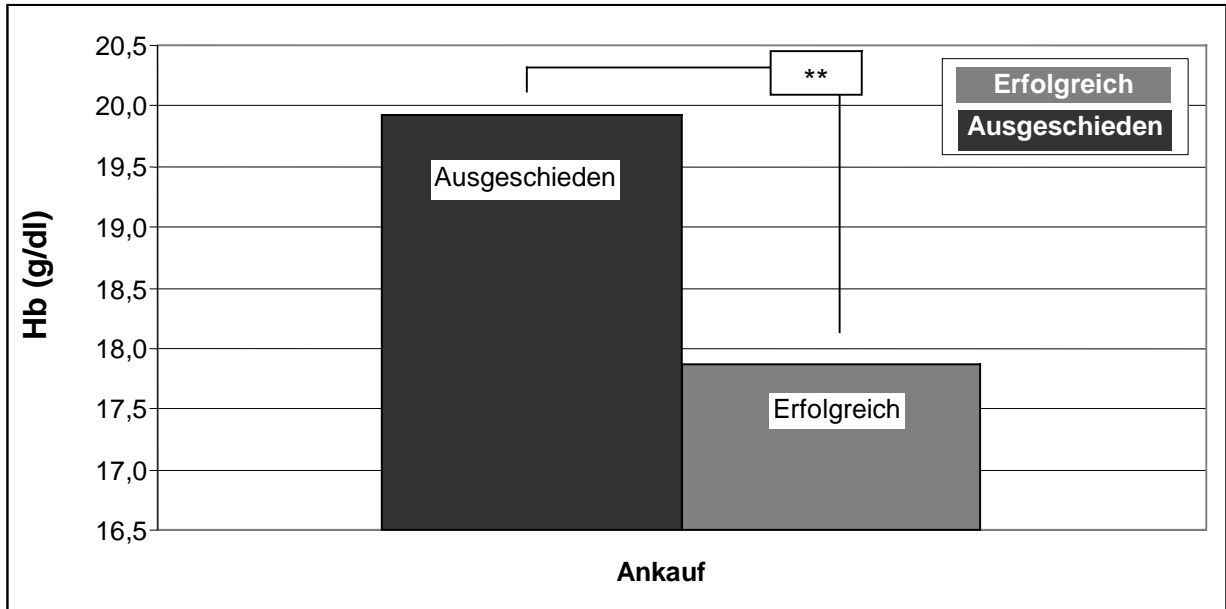 Hb (g/dl)
20,5
20,0
19,5
19,0
18,5
18,0
17,5
17,0
16,5
**
Erfolgreich
Ausgeschieden
Ausgeschieden
Erfolgreich
Ankauf